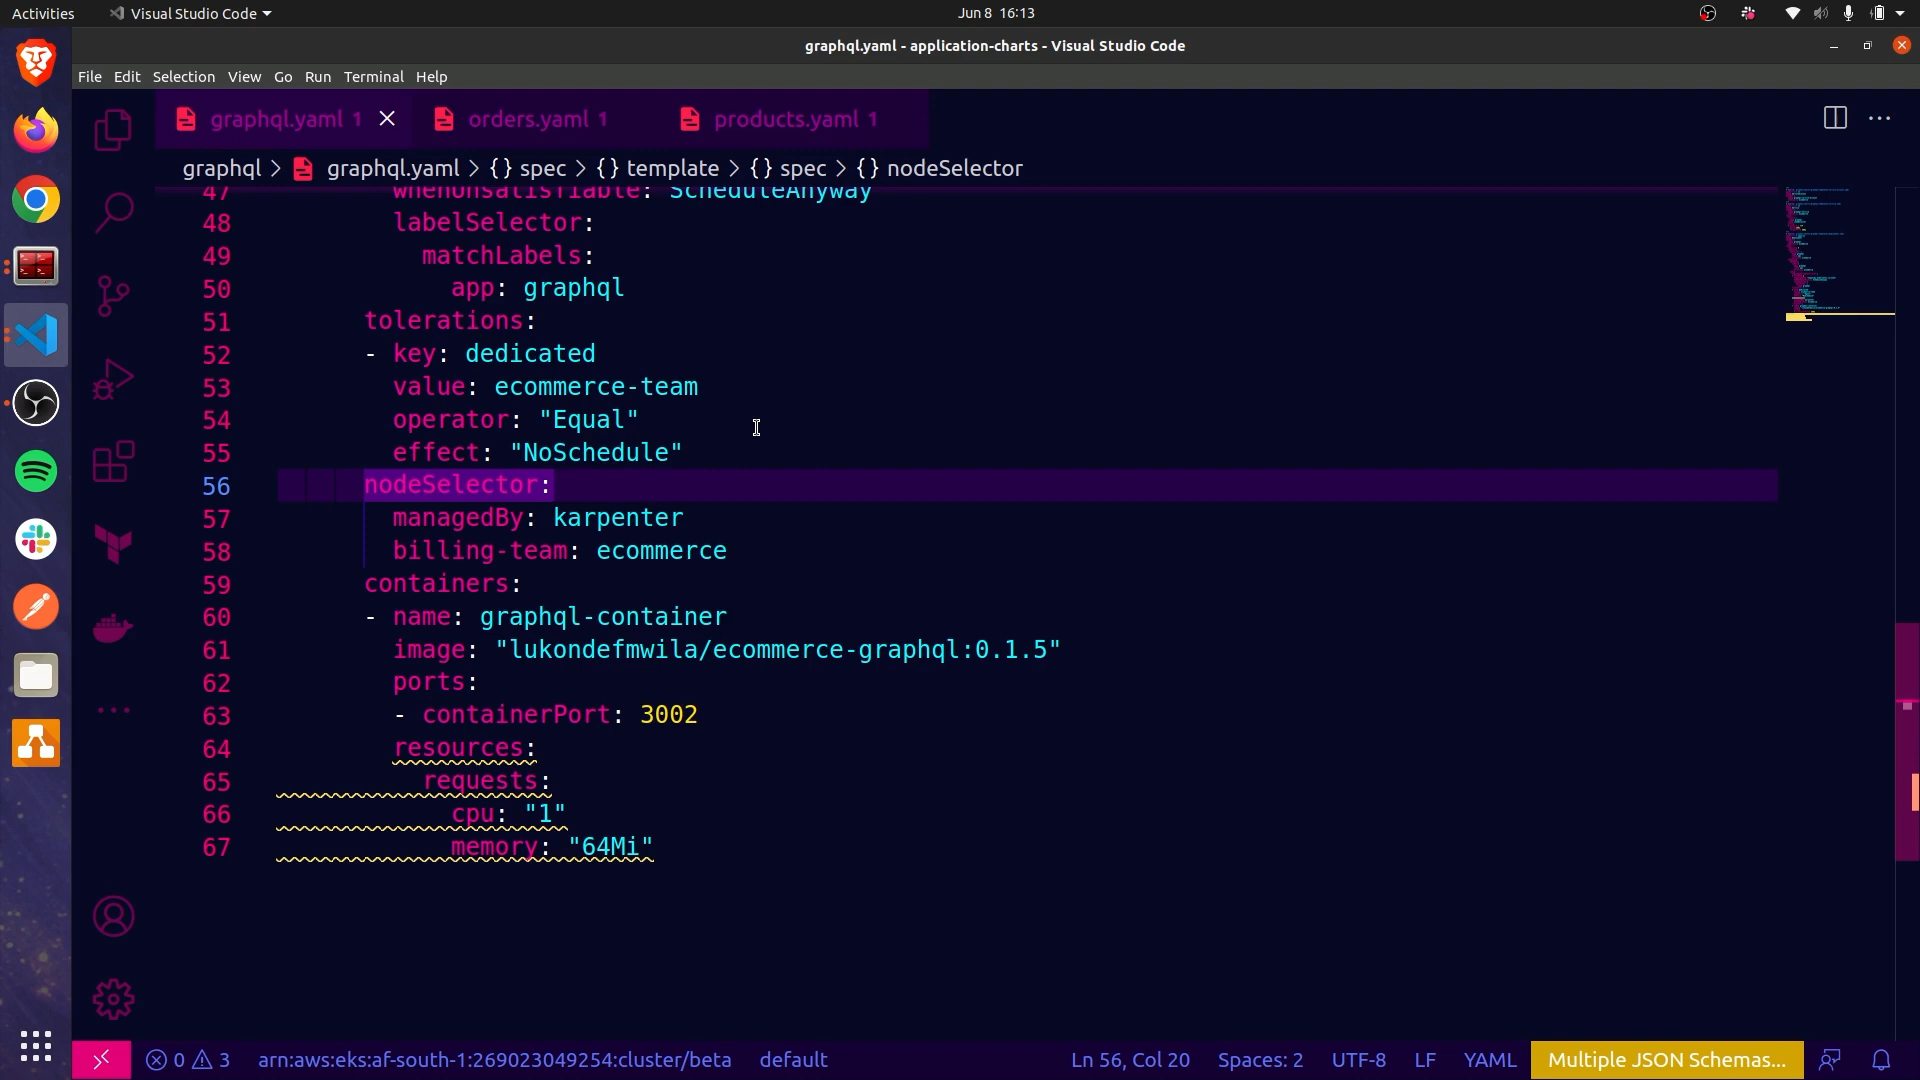 Activities
Visual Studio Code
Jun 8 16:13
graphql.yaml - application-charts - Visual Studio Code
File Edit Selection View Go Run Terminal Help
graphql.yaml 1
orders.yaml 1
products.yaml 1
graphql > graphql.yaml > {} spec > {} template > {} spec > {} nodeSelector
47 whenUnsatisfiable: ScheduleAnyway
48 labelSelector:
49 matchLabels:
50 app: graphql
51 tolerations:
52 - key: dedicated
53 value: ecommerce-team
54 operator: "Equal"
55 effect: "NoSchedule"
56 nodeSelector:
57 managedBy: karpenter
58 billing-team: ecommerce
59 containers:
60 - name: graphql-container
61 image: "lukondefmwila/ecommerce-graphql:0.1.5"
62 ports:
63 - containerPort: 3002
64 resources:
65 requests:
66 cpu: "1"
67 memory: "64Mi"
0 3 arn:aws:eks:af-south-1:269023049254:cluster/beta default Ln 56, Col 20 Spaces: 2 UTF-8 LF YAML Multiple JSON Schemas...